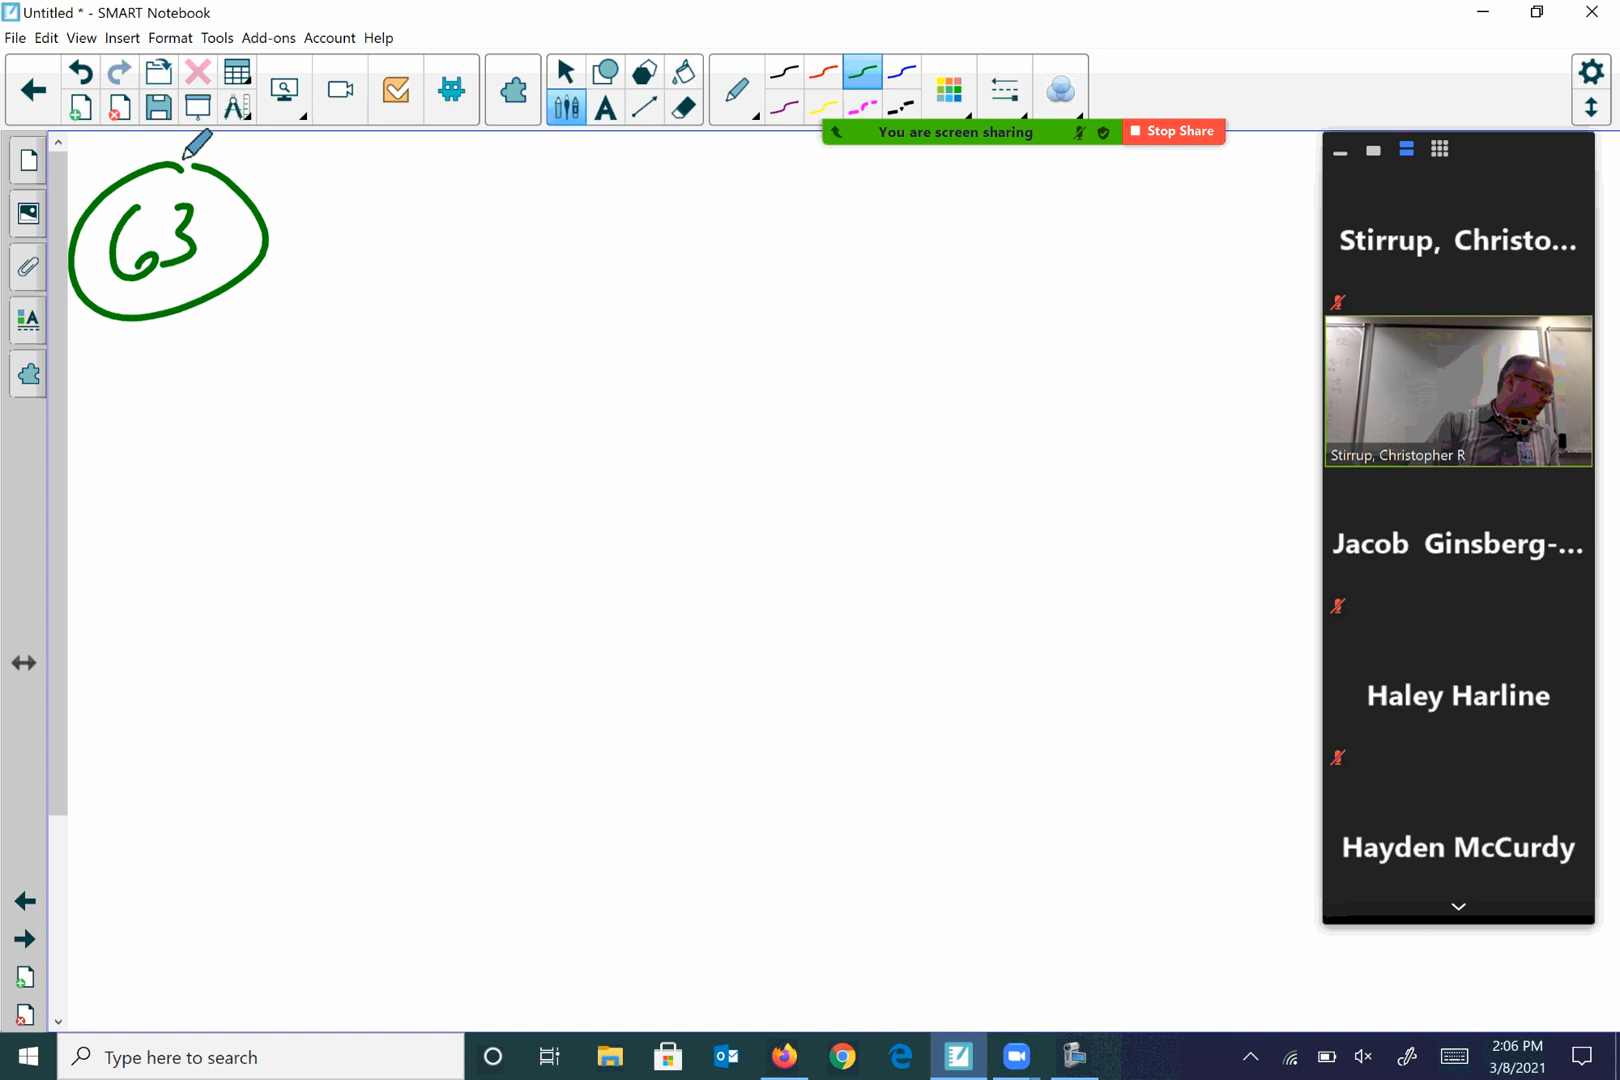 Untitled * - SMART Notebook
File Edit View Insert Format Tools Add-ons Account Help
You are screen sharing
Stop Share
63
Stirrup, Christo...
Stirrup, Christopher R
Jacob Ginsberg-...
Haley Harline
Hayden McCurdy
Type here to search
2:06 PM
3/8/2021